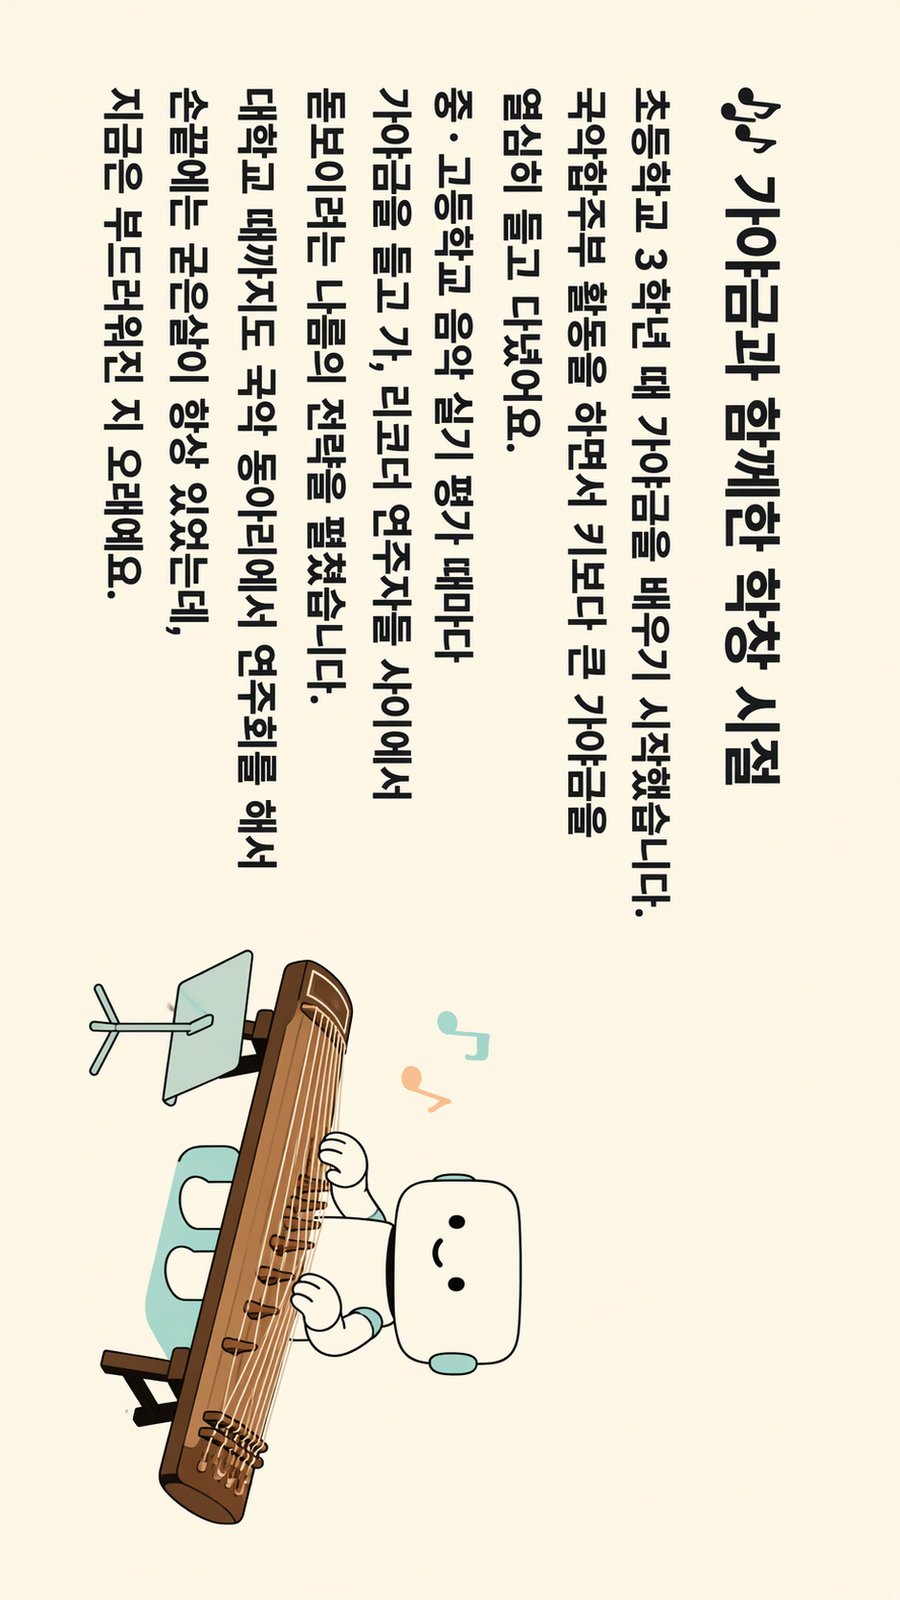 가야금과 함께한 학창 시절
초등학교 3학년 때 가야금을 배우기 시작했습니다.
국악합주부 활동을 하면서 키보다 큰 가야금을
열심히 들고 다녔어요.
중·고등학교 음악 실기 평가 때마다
가야금을 들고 가, 리코더 연주자들 사이에서
돋보이려는 나름의 전략을 펼쳤습니다.
대학교 때까지도 국악 동아리에서 연주회를 해서
손끝에는 굳은살이 항상 있었는데,
지금은 부드러워진 지 오래예요.